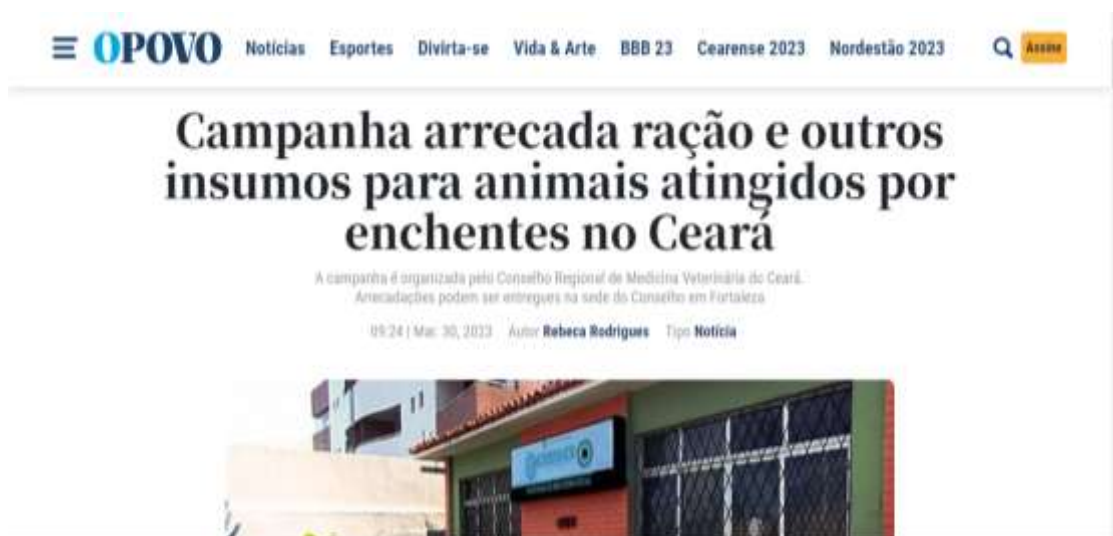 OPOVO Notícias Esportes Divirta-se Vida & Arte BBB 23 Cearense 2023 Nordestão 2023 Assine
Campanha arrecada ração e outros
insumos para animais atingidos por
enchentes no Ceará
A campanha é organizada pelo Conselho Regional de Medicina Veterinária do Ceará.
Arrecadações podem ser entregues na sede do Conselho em Fortaleza
09:24 | Mar. 30, 2023 Autor Rebeca Rodrigues Tipo Notícia